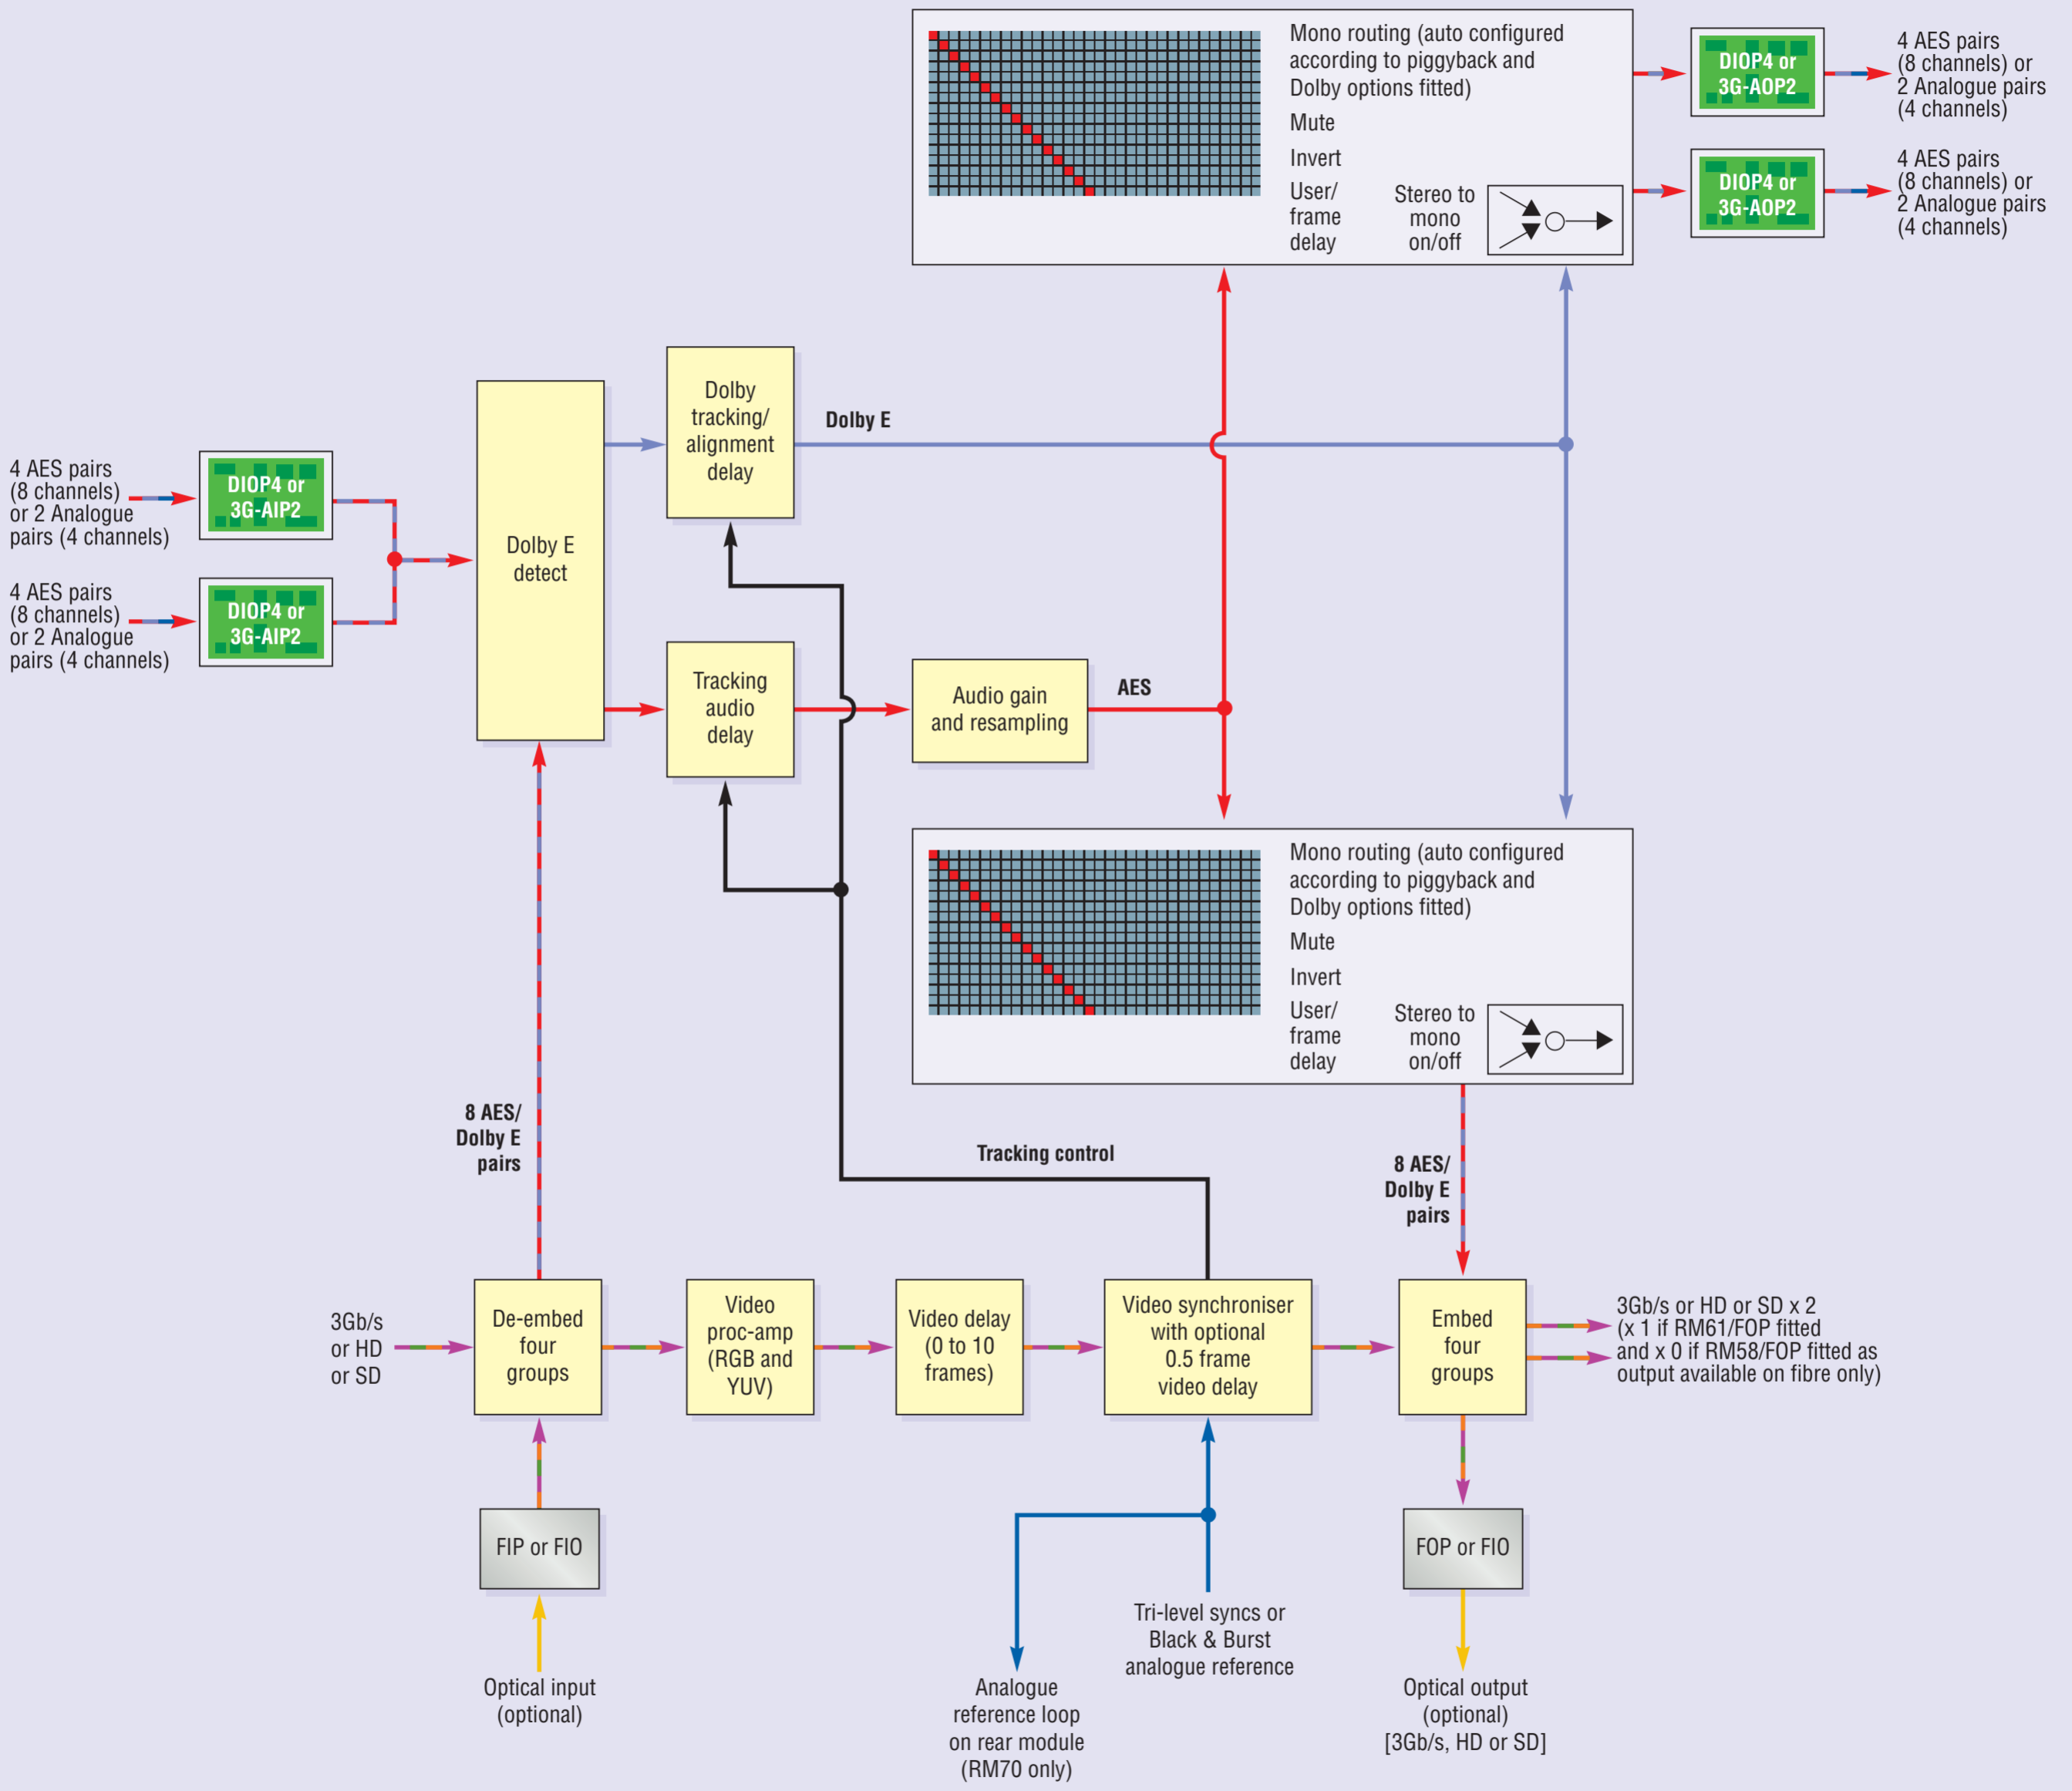 Mono routing (auto configured
according to piggyback and
Dolby options fitted)
Mute
Invert
User/
frame
delay
Stereo to
mono
on/off
DIOP4 or
3G-AOP2
4 AES pairs
(8 channels) or
2 Analogue pairs
(4 channels)
DIOP4 or
3G-AOP2
4 AES pairs
(8 channels) or
2 Analogue pairs
(4 channels)
4 AES pairs
(8 channels)
or 2 Analogue
pairs (4 channels)
DIOP4 or
3G-AIP2
4 AES pairs
(8 channels)
or 2 Analogue
pairs (4 channels)
DIOP4 or
3G-AIP2
Dolby E
detect
Dolby
tracking/
alignment
delay
Dolby E
Tracking
audio
delay
Audio gain
and resampling
AES
Mono routing (auto configured
according to piggyback and
Dolby options fitted)
Mute
Invert
User/
frame
delay
Stereo to
mono
on/off
8 AES/
Dolby E
pairs
Tracking control
8 AES/
Dolby E
pairs
3Gb/s
or HD
or SD
De-embed
four
groups
Video
proc-amp
(RGB and
YUV)
Video delay
(0 to 10
frames)
Video synchroniser
with optional
0.5 frame
video delay
Embed
four
groups
3Gb/s or HD or SD x 2
(x 1 if RM61/FOP fitted
and x 0 if RM58/FOP fitted as
output available on fibre only)
FIP or FIO
Optical input
(optional)
Analogue
reference loop
on rear module
(RM70 only)
Tri-level syncs or
Black & Burst
analogue reference
FOP or FIO
Optical output
(optional)
[3Gb/s, HD or SD]